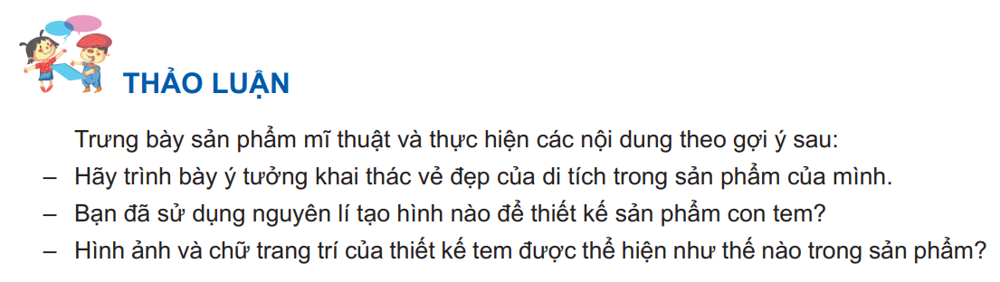 THẢO LUẬN
Trưng bày sản phẩm mĩ thuật và thực hiện các nội dung theo gợi ý sau:
– Hãy trình bày ý tưởng khai thác vẻ đẹp của di tích trong sản phẩm của mình.
– Bạn đã sử dụng nguyên lí tạo hình nào để thiết kế sản phẩm con tem?
– Hình ảnh và chữ trang trí của thiết kế tem được thể hiện như thế nào trong sản phẩm?